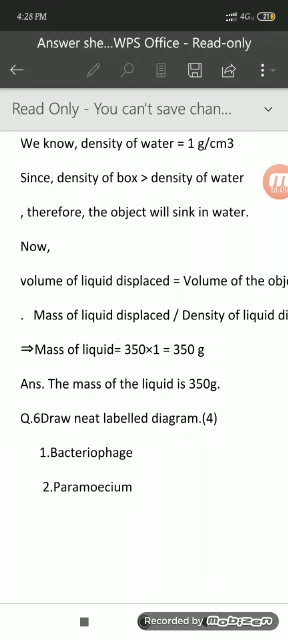 4:28 PM
4G
21
Answer she...WPS Office - Read-only
Read Only - You can't save chan...
We know, density of water = 1 g/cm3
Since, density of box > density of water
, therefore, the object will sink in water.
Now,
volume of liquid displaced = Volume of the obje
. Mass of liquid displaced / Density of liquid di
⇒Mass of liquid= 350×1 = 350 g
Ans. The mass of the liquid is 350g.
Q.6Draw neat labelled diagram.(4)
1.Bacteriophage
2.Paramoecium
Recorded by mobizen